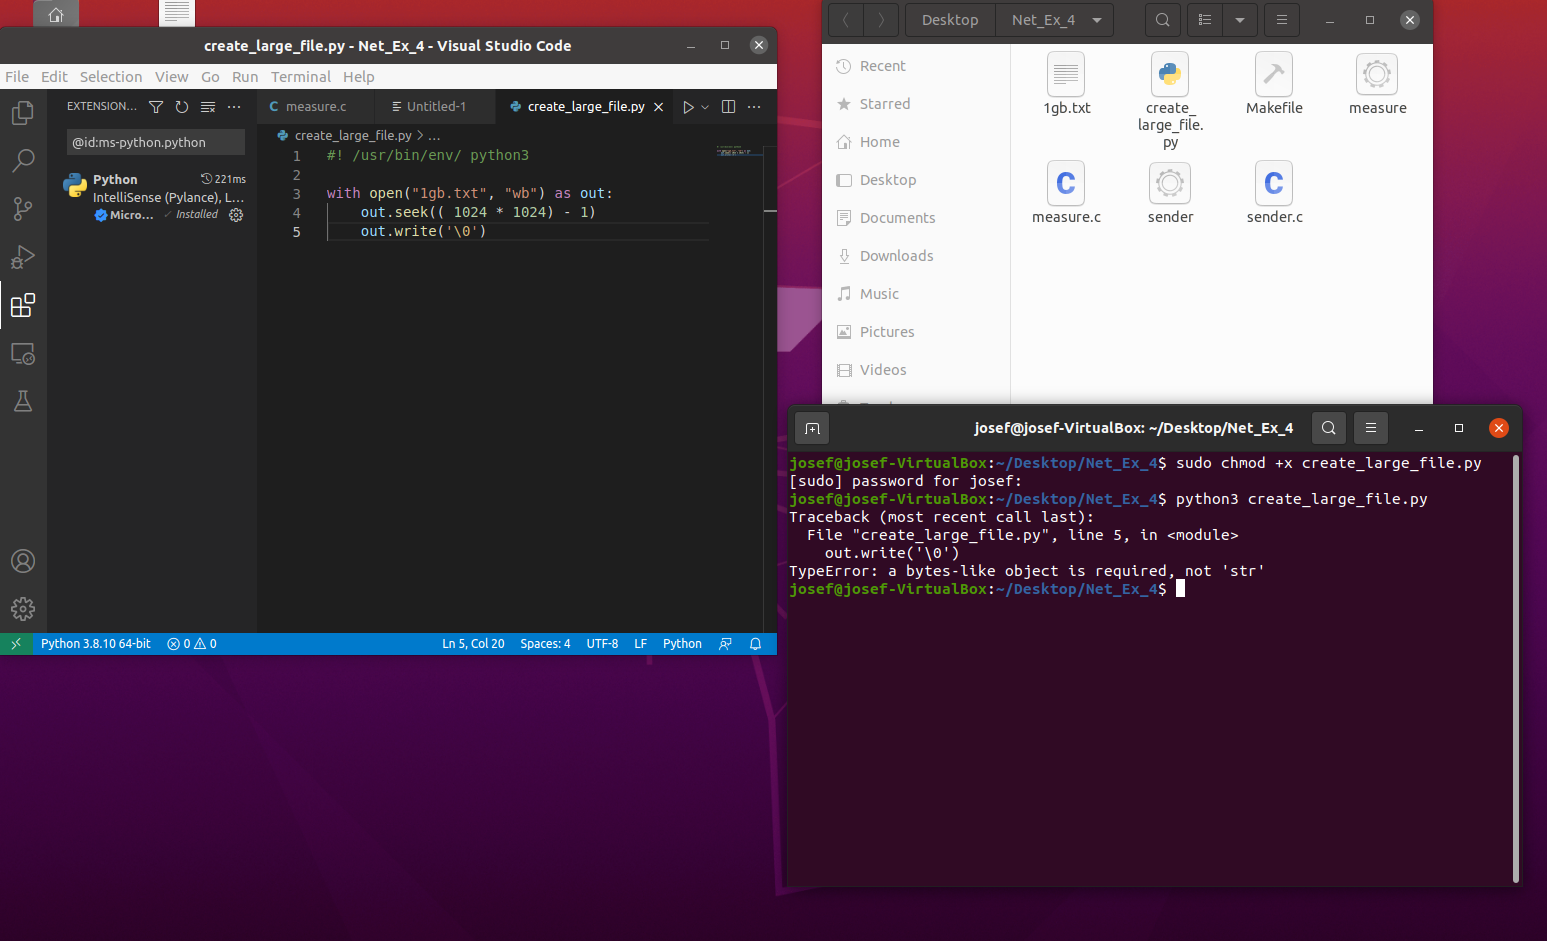 create_large_file.py - Net_Ex_4 - Visual Studio Code
File Edit Selection View Go Run Terminal Help
EXTENSION...
measure.c
Untitled-1
create_large_file.py
@id:ms-python.python
Python
221ms
IntelliSense (Pylance), L...
Micro...
Installed
create_large_file.py > ...
1 #! /usr/bin/env/ python3
2
3 with open("1gb.txt", "wb") as out:
4     out.seek(( 1024 * 1024) - 1)
5     out.write('\0')
Python 3.8.10 64-bit
0
0
Ln 5, Col 20
Spaces: 4
UTF-8
LF
Python
Desktop
Net_Ex_4
Recent
Starred
Home
Desktop
Documents
Downloads
Music
Pictures
Videos
1gb.txt
create_
large_file.
py
Makefile
measure
measure.c
sender
sender.c
josef@josef-VirtualBox: ~/Desktop/Net_Ex_4
josef@josef-VirtualBox:~/Desktop/Net_Ex_4$ sudo chmod +x create_large_file.py
[sudo] password for josef:
josef@josef-VirtualBox:~/Desktop/Net_Ex_4$ python3 create_large_file.py
Traceback (most recent call last):
  File "create_large_file.py", line 5, in <module>
    out.write('\0')
TypeError: a bytes-like object is required, not 'str'
josef@josef-VirtualBox:~/Desktop/Net_Ex_4$